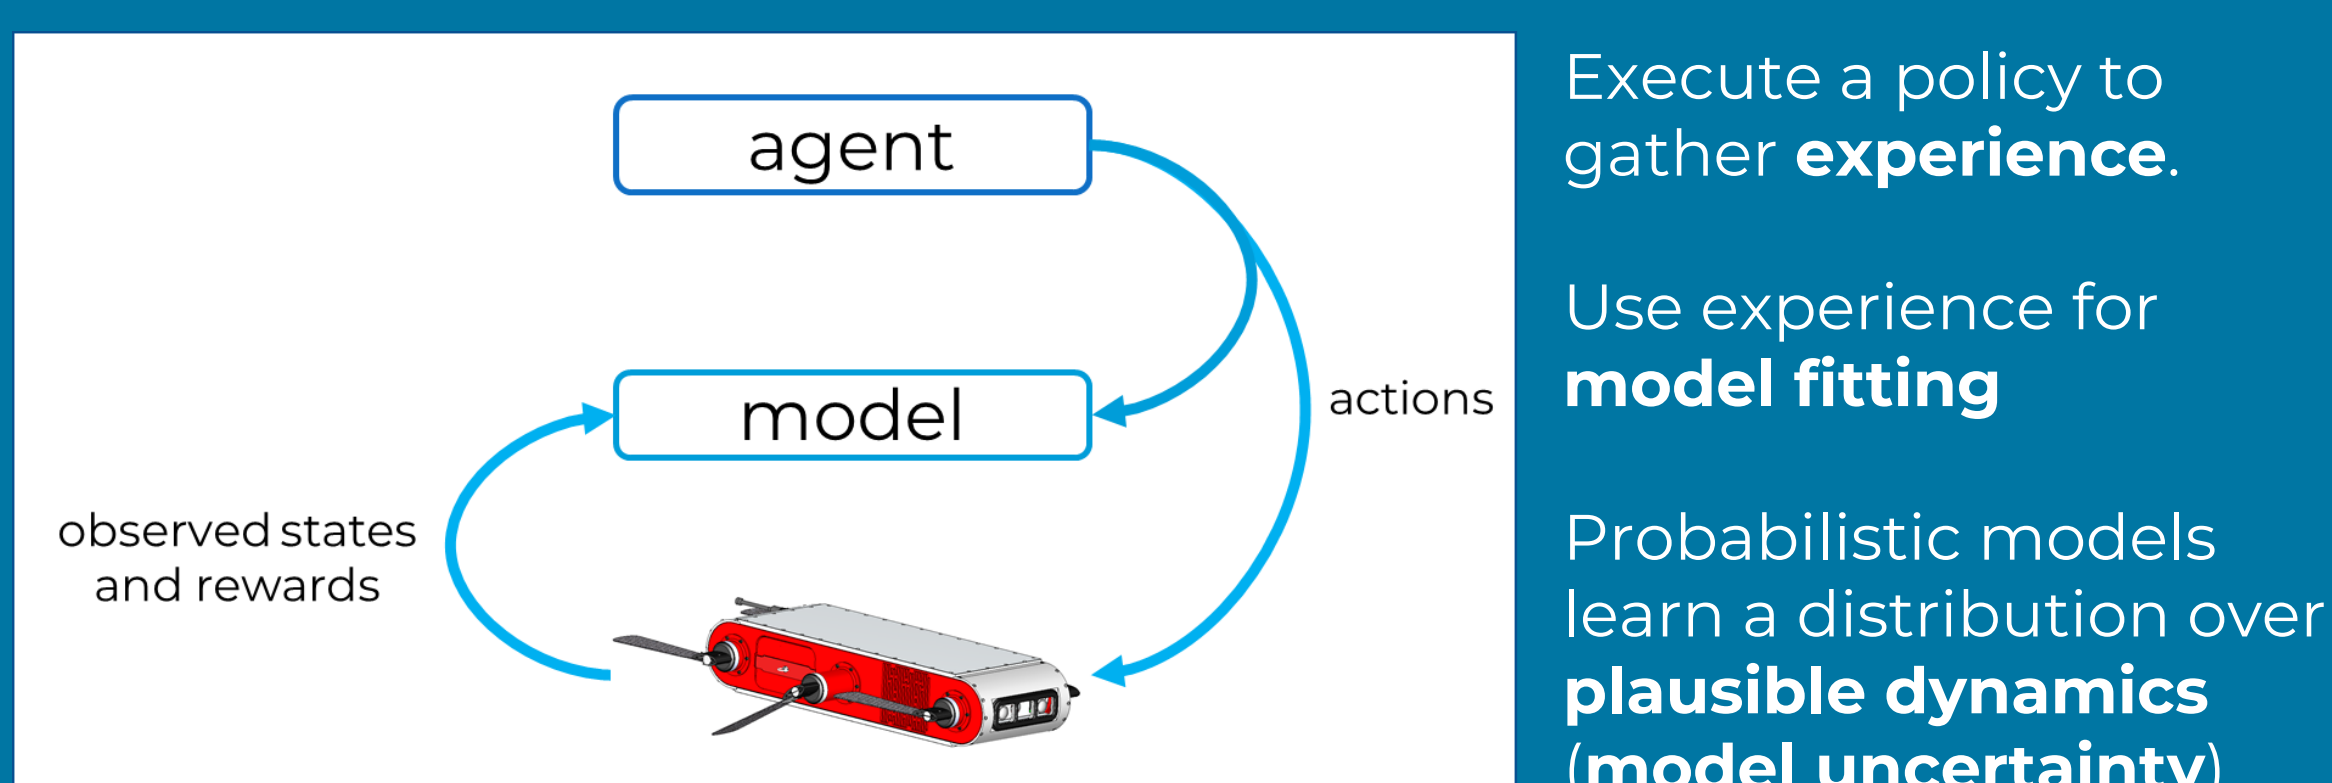 agent
model
actions
observed states
and rewards
Execute a policy to
gather experience.
Use experience for
model fitting
Probabilistic models
learn a distribution over
plausible dynamics
(model uncertainty)